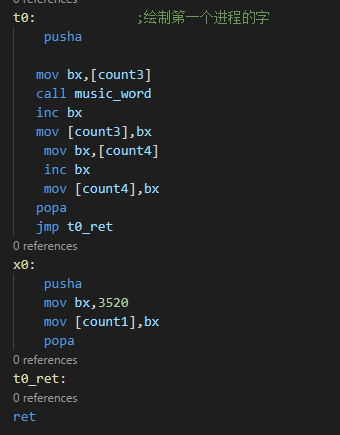 0 references
t0:              ;绘制第一个进程的字
    pusha
   mov bx,[count3]
   call music_word
   inc bx
   mov [count3],bx
    mov bx,[count4]
    inc bx
    mov [count4],bx
   popa
   jmp t0_ret
0 references
x0:
    pusha
    mov bx,3520
    mov [count1],bx
    popa
0 references
t0_ret:
0 references
ret